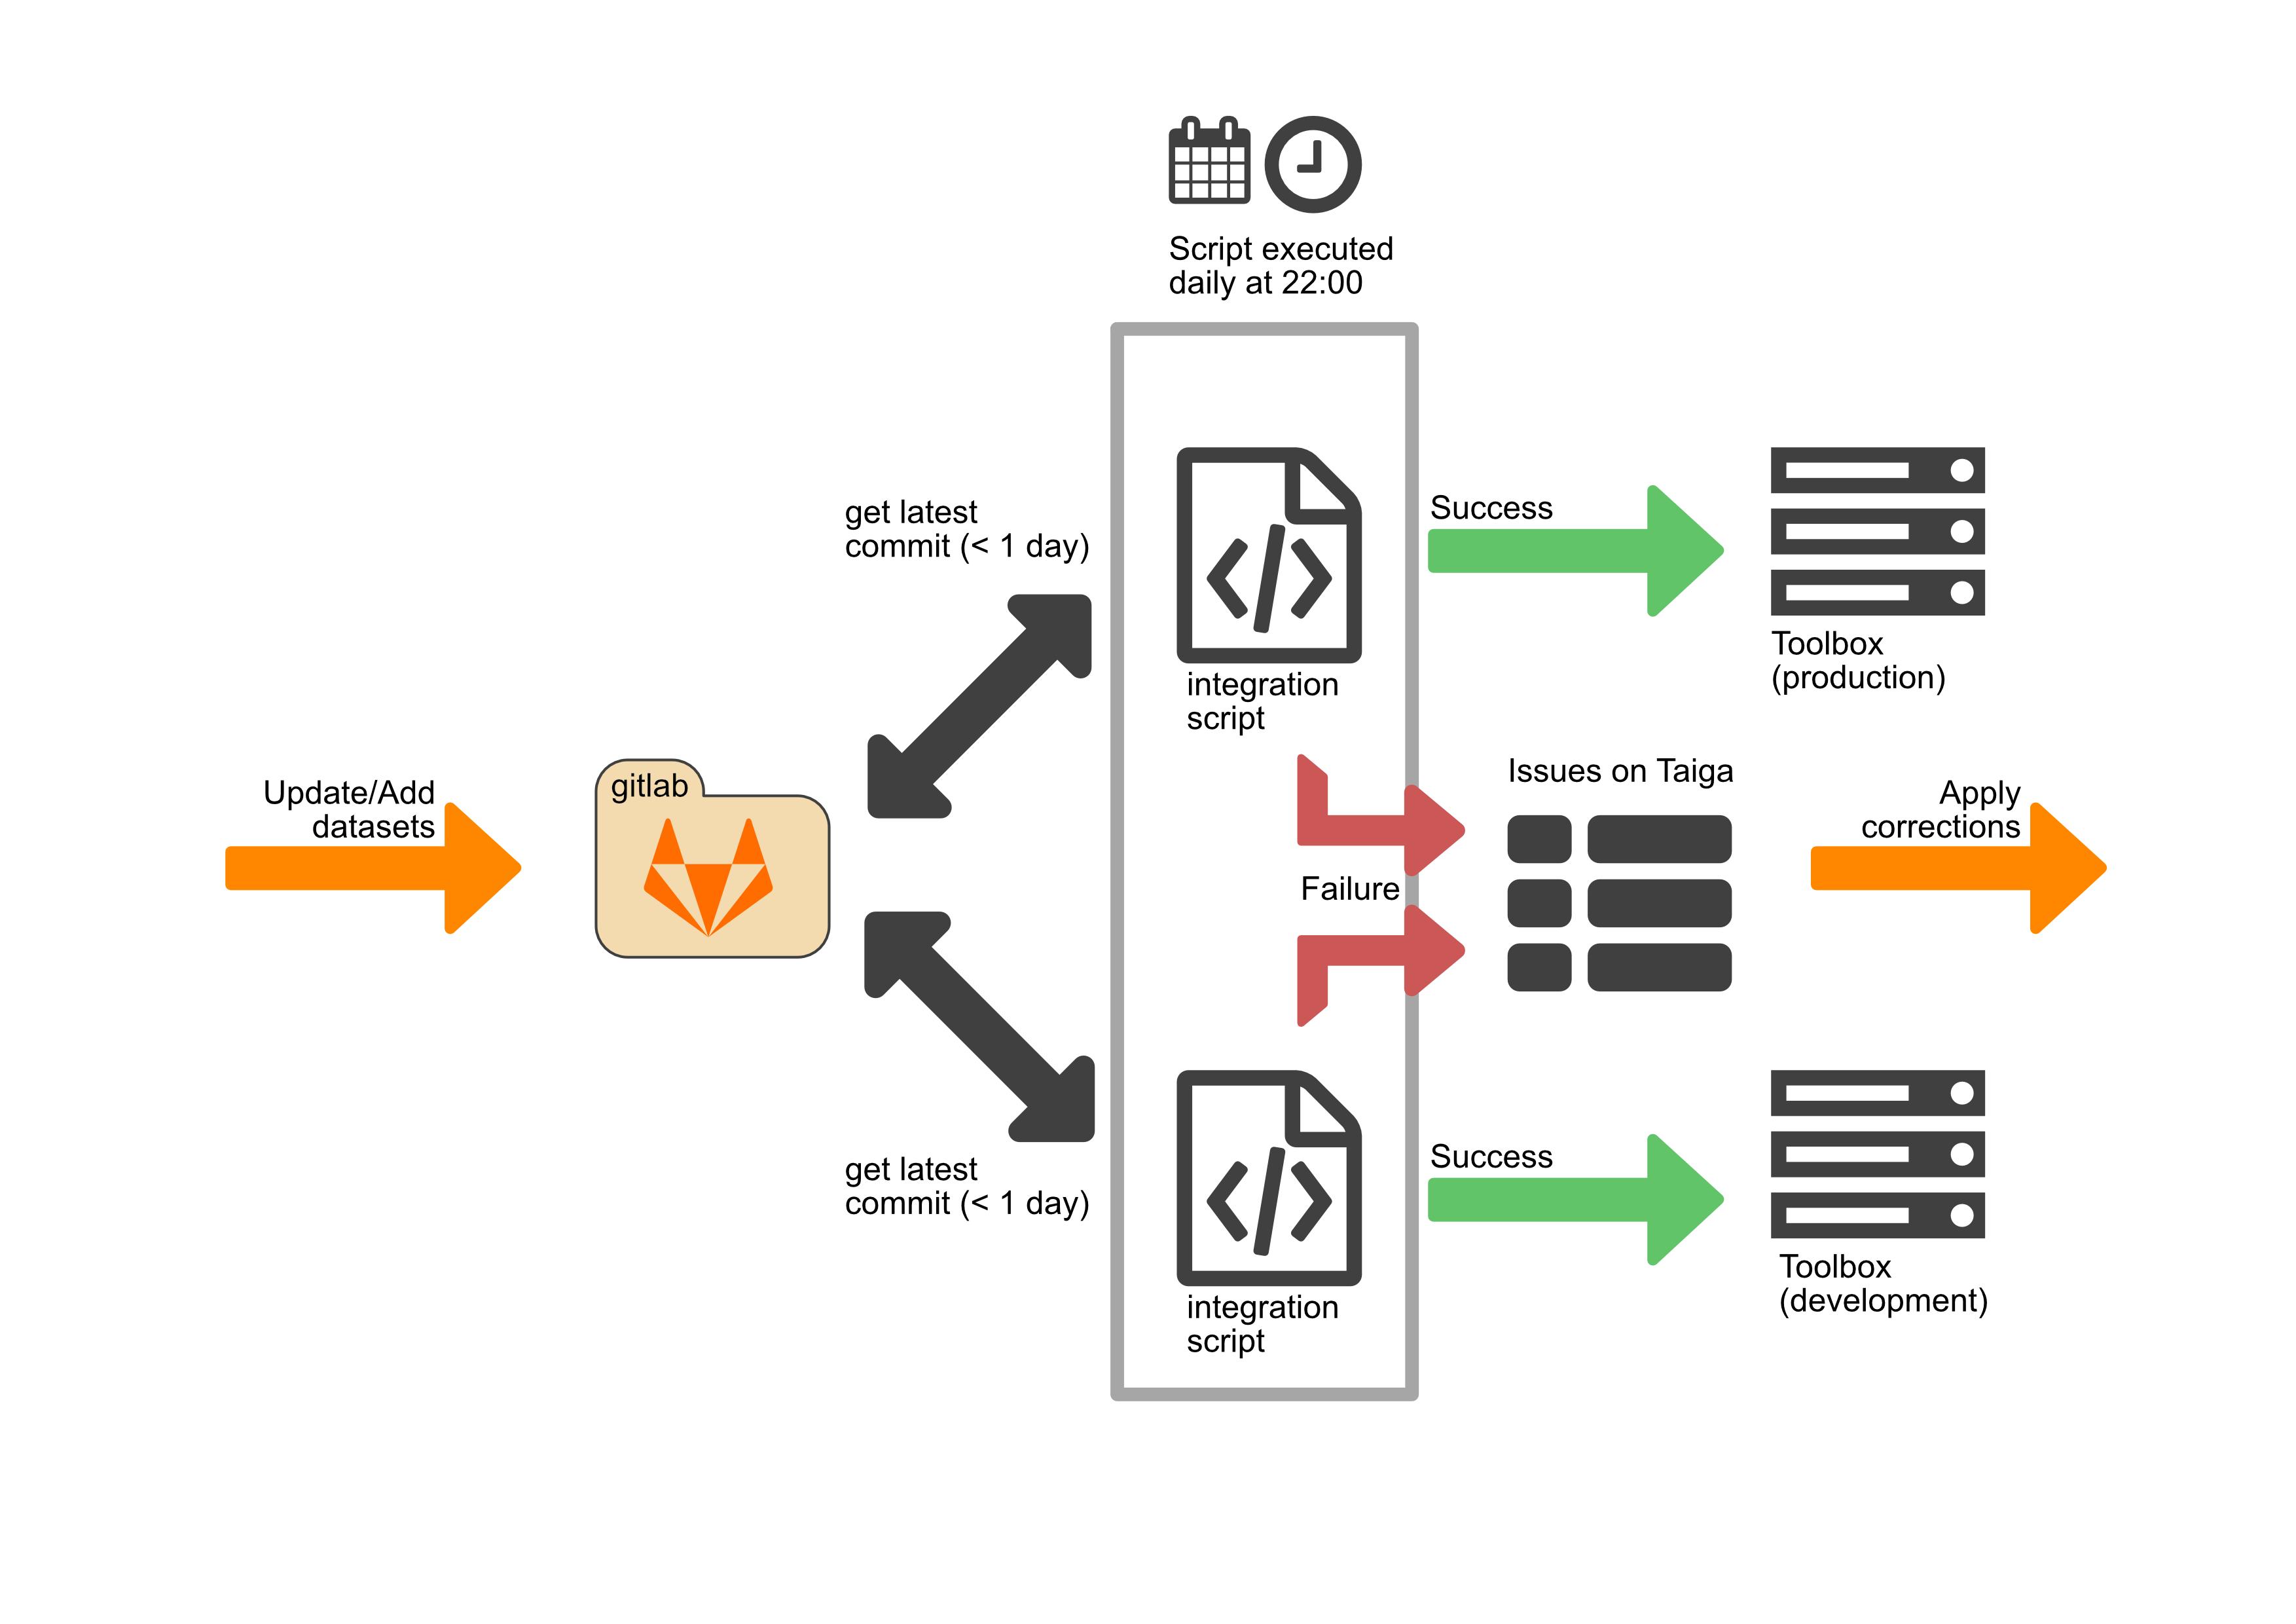 Script executed
daily at 22:00
get latest
commit (< 1 day)
Success
integration
script
Toolbox
(production)
Update/Add
datasets
gitlab
Issues on Taiga
Failure
Apply
corrections
get latest
commit (< 1 day)
Success
integration
script
Toolbox
(development)